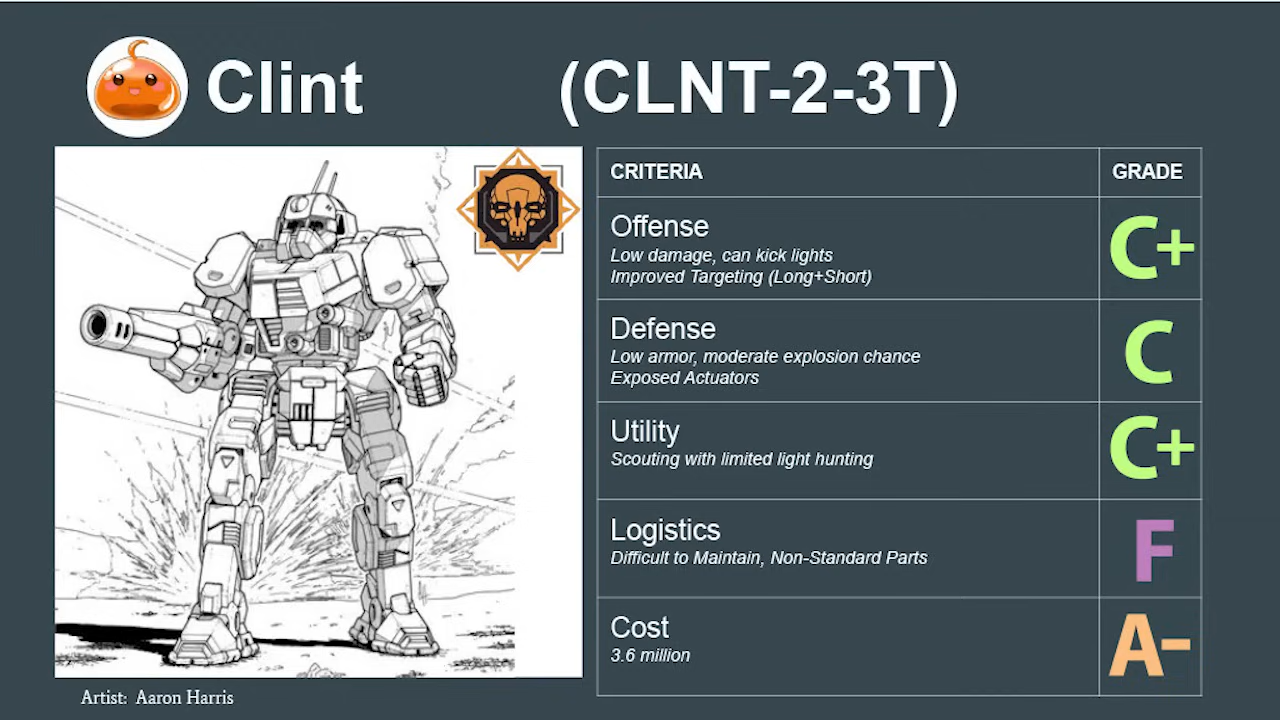 Clint (CLNT-2-3T)
CRITERIA GRADE
Offense
Low damage, can kick lights
Improved Targeting (Long+Short)
C+
Defense
Low armor, moderate explosion chance
Exposed Actuators
C
Utility
Scouting with limited light hunting
C+
Logistics
Difficult to Maintain, Non-Standard Parts
F
Cost
3.6 million
A-
Artist: Aaron Harris